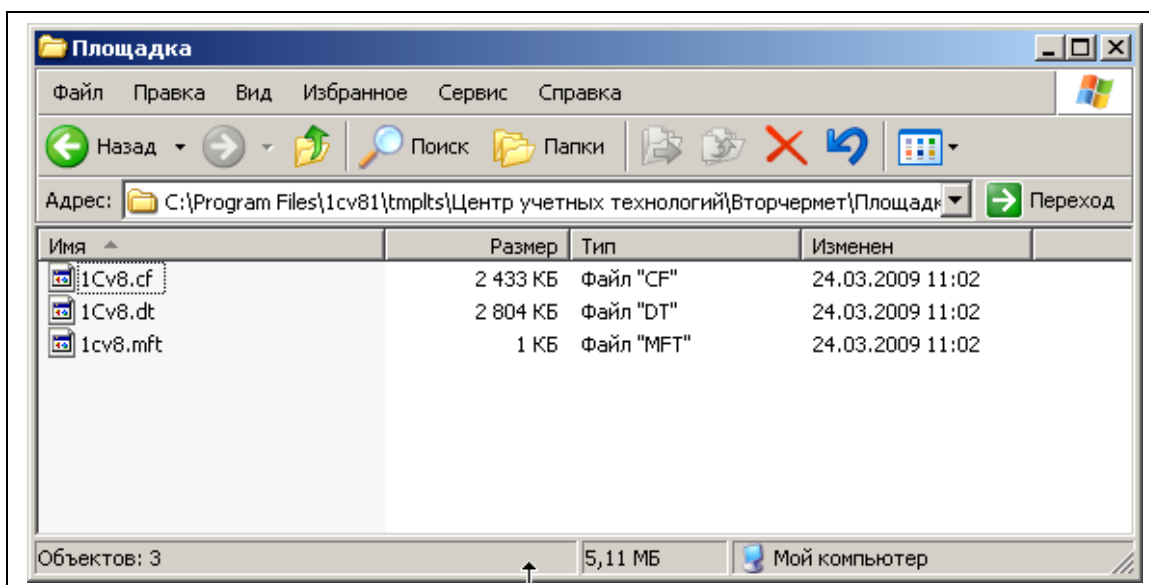 Площадка
Файл Правка Вид Избранное Сервис Справка
Назад Поиск Папки
Адрес: C:\Program Files\1cv81\tmplts\Центр учетных технологий\Вторчермет\Площадк Переход
Имя Размер Тип Изменен
1Cv8.cf 2 433 КБ Файл "CF" 24.03.2009 11:02
1Cv8.dt 2 804 КБ Файл "DT" 24.03.2009 11:02
1cv8.mft 1 КБ Файл "MFT" 24.03.2009 11:02
Объектов: 3 5,11 МБ Мой компьютер